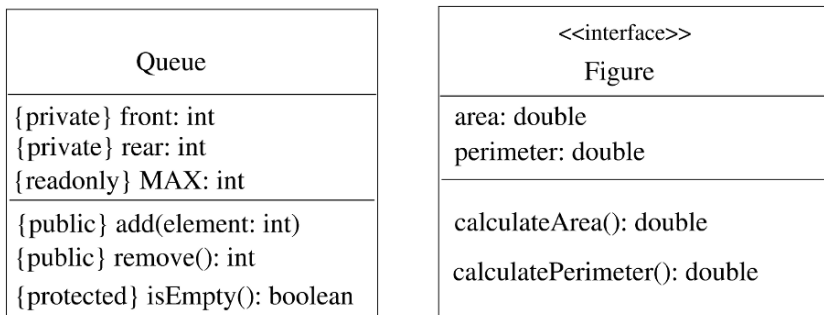 Queue
{private} front: int
{private} rear: int
{readonly} MAX: int
{public} add(element: int)
{public} remove(): int
{protected} isEmpty(): boolean
<<interface>>
Figure
area: double
perimeter: double
calculateArea(): double
calculatePerimeter(): double